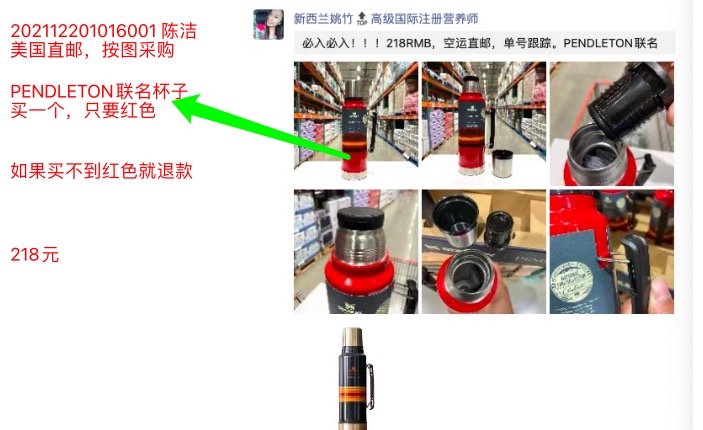 202112201016001 陈洁
美国直邮，按图采购
PENDLETON联名杯子
买一个，只要红色
如果买不到红色就退款
218元
新西兰姚竹🔝高级国际注册营养师
必入必入！！！218RMB，空运直邮，单号跟踪。PENDLETON联名